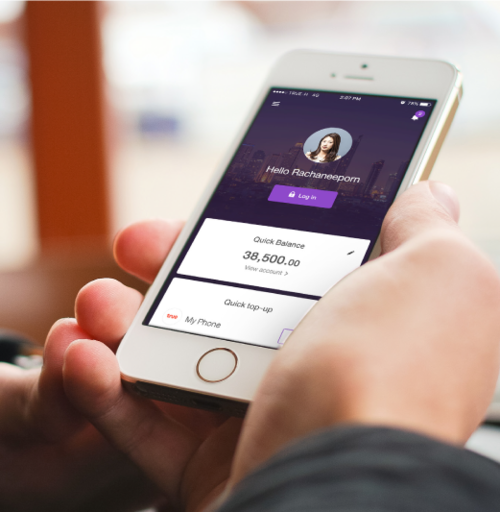 TRUE-H 4G 2:07 PM 76%
Hello Rachaneeporn
Log in
Quick Balance
38,500.00
View account >
Quick top-up
true My Phone